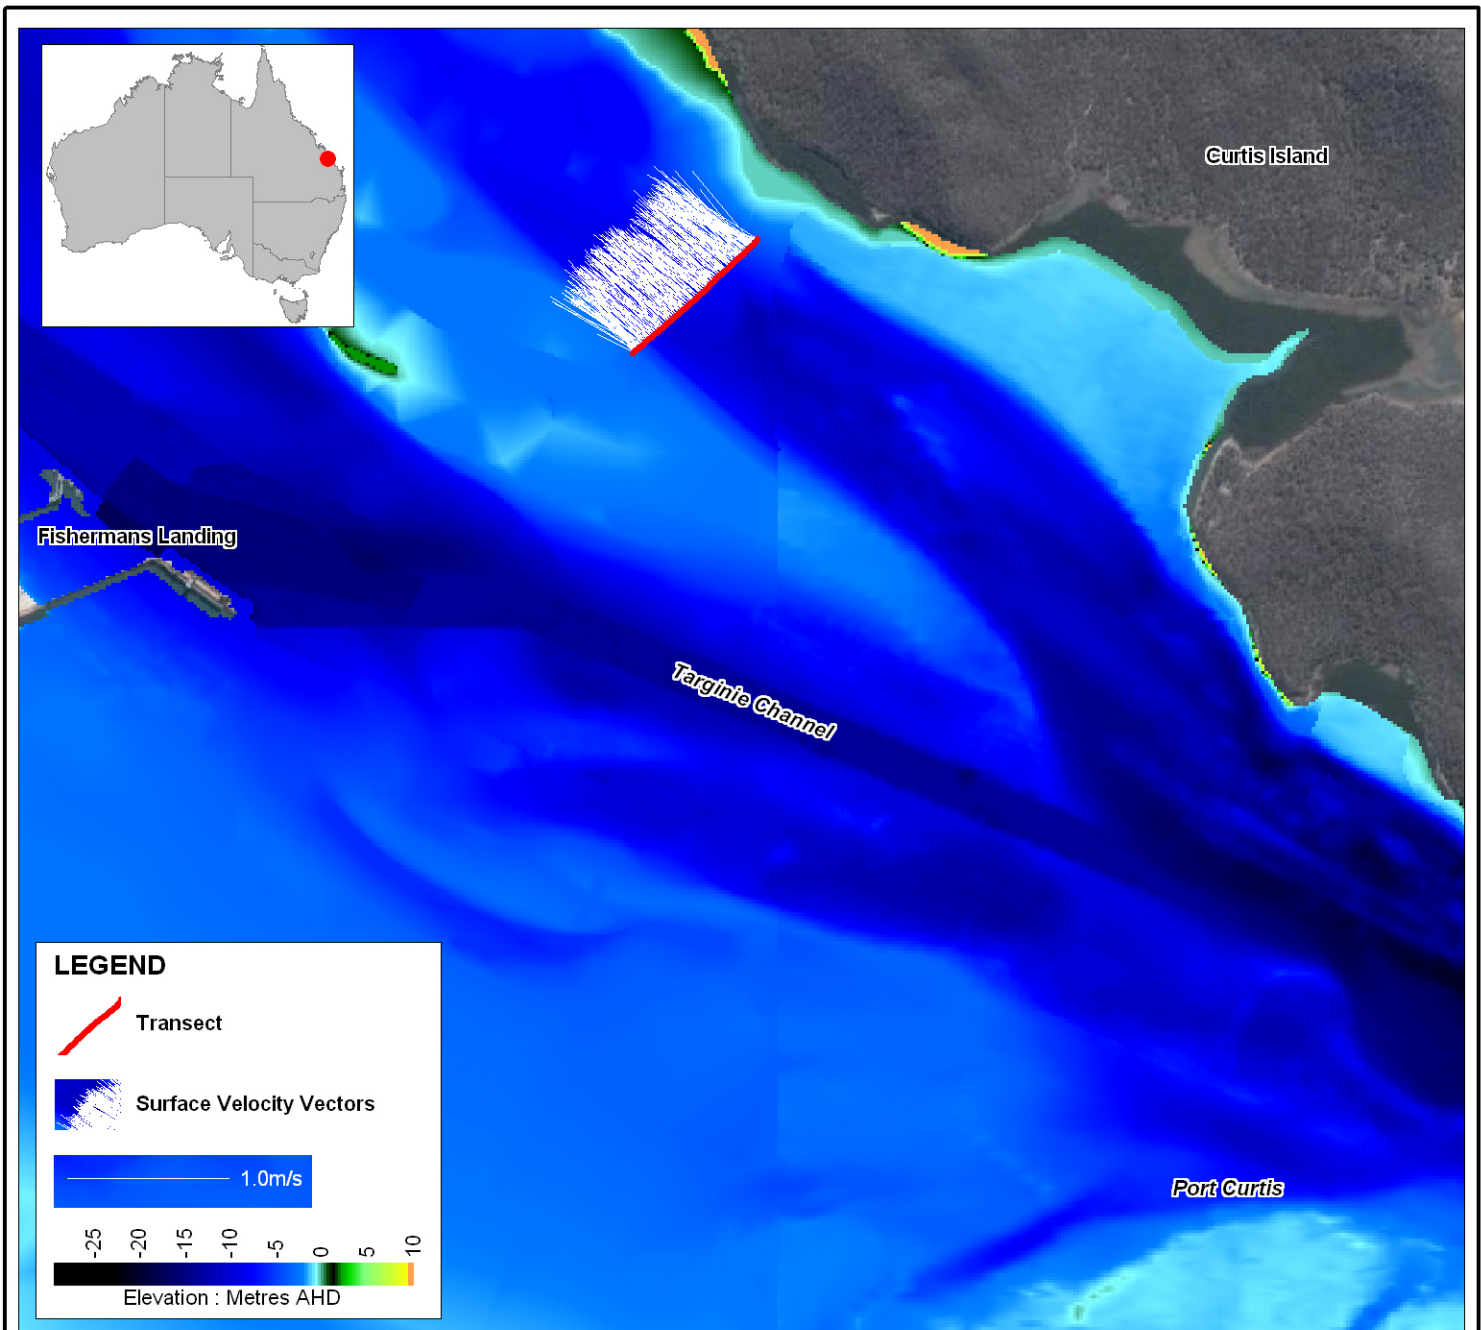 Curtis Island
Fishermans Landing
Targinie Channel
Port Curtis
LEGEND
Transect
Surface Velocity Vectors
1.0m/s
-25 -20 -15 -10 -5 0 5 10
Elevation : Metres AHD